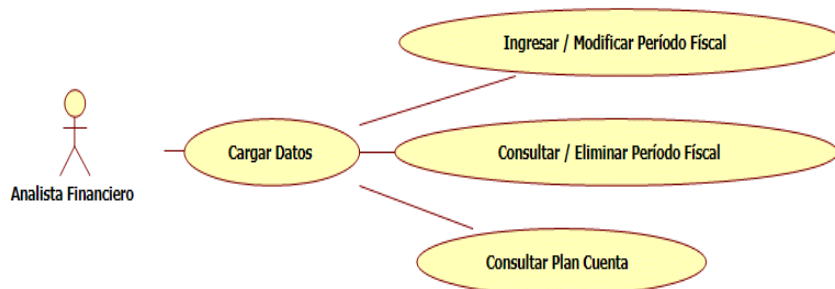 Ingresar / Modificar Período Físcal
Cargar Datos
Consultar / Eliminar Período Físcal
Analista Financiero
Consultar Plan Cuenta